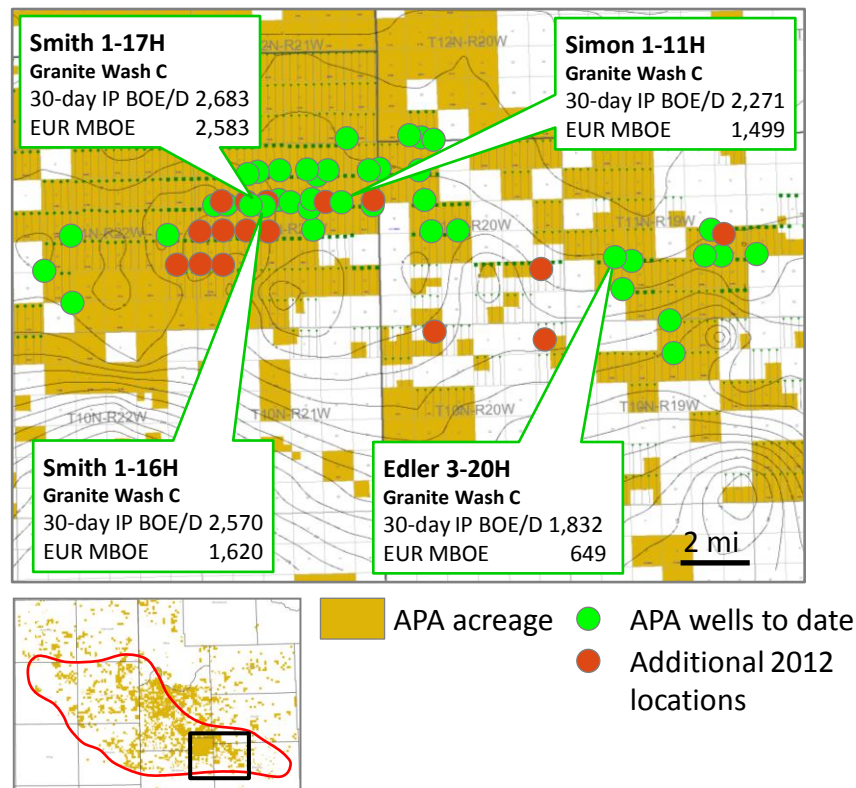 Smith 1-17H
Granite Wash C
30-day IP BOE/D 2,683
EUR MBOE 2,583
Simon 1-11H
Granite Wash C
30-day IP BOE/D 2,271
EUR MBOE 1,499
T12N-R20W
R20W
T11N-R19W
T10N-R22W
T10N-R21W
T10N-R19W
Smith 1-16H
Granite Wash C
30-day IP BOE/D 2,570
EUR MBOE 1,620
Edler 3-20H
Granite Wash C
30-day IP BOE/D 1,832
EUR MBOE 649
2 mi
APA acreage
APA wells to date
Additional 2012
locations